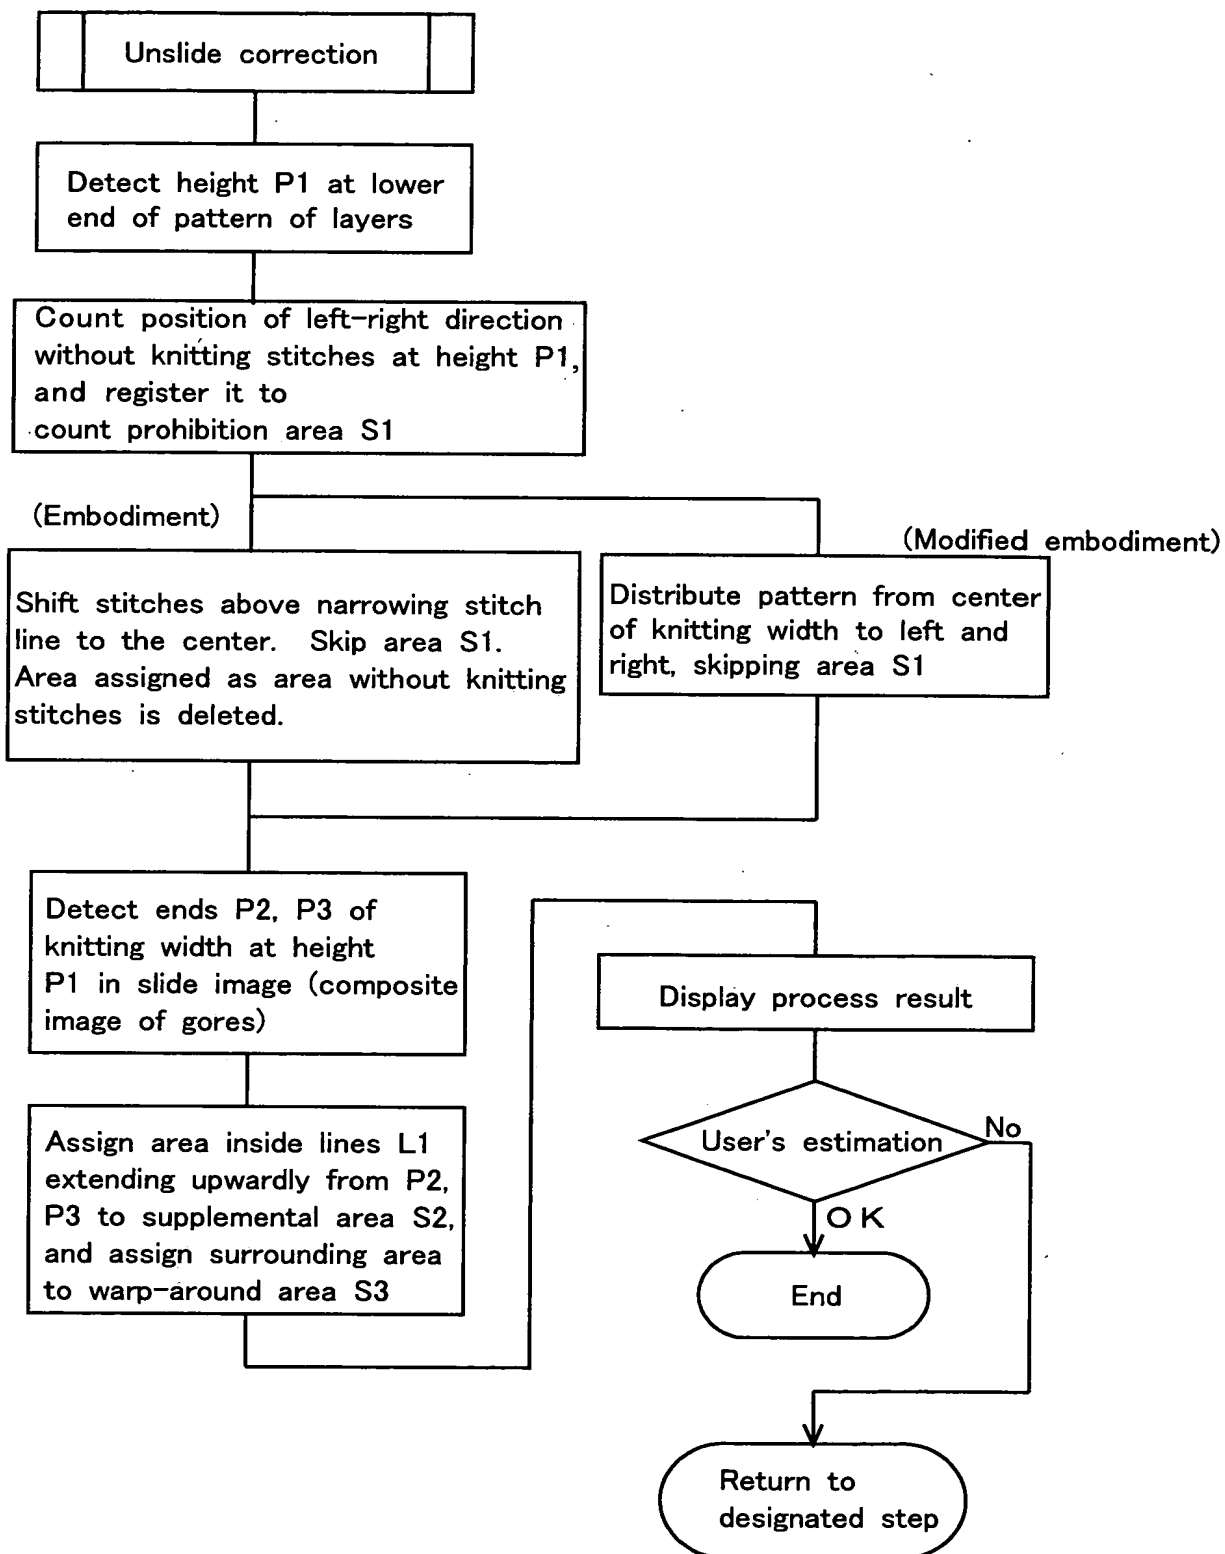 Unslide correction
Detect height P1 at lower
end of pattern of layers
Count position of left-right direction
without knitting stitches at height P1,
and register it to
count prohibition area S1
(Embodiment)
(Modified embodiment)
Shift stitches above narrowing stitch
line to the center. Skip area S1.
Area assigned as area without knitting
stitches is deleted.
Distribute pattern from center
of knitting width to left and
right, skipping area S1
Detect ends P2, P3 of
knitting width at height
P1 in slide image (composite
image of gores)
Assign area inside lines L1
extending upwardly from P2,
P3 to supplemental area S2,
and assign surrounding area
to warp-around area S3
Display process result
User's estimation
No
OK
End
Return to
designated step